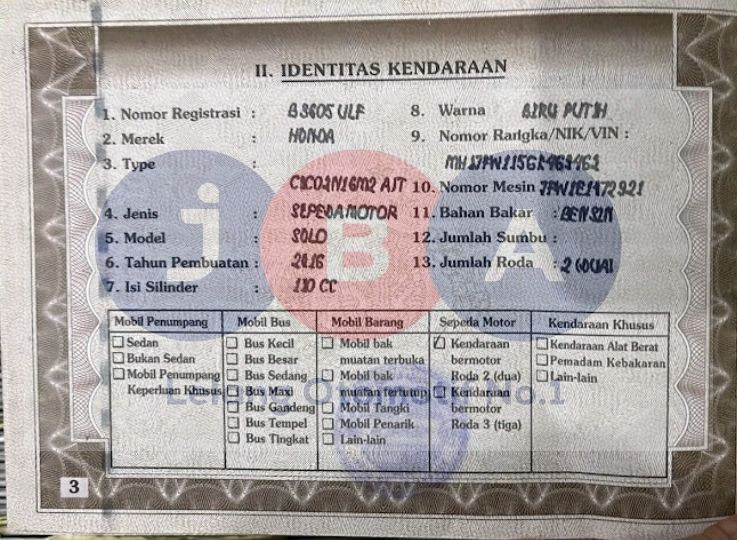 II. IDENTITAS KENDARAAN
1. Nomor Registrasi : B 3605 ULF
2. Merek : HONDA
3. Type :
C1C02N16M2 A/T
4. Jenis : SEPEDA MOTOR
5. Model : SOLO
6. Tahun Pembuatan : 2016
7. Isi Silinder : 110 CC
8. Warna BIRU PUTIH
9. Nomor Rangka/NIK/VIN :
10. Nomor Mesin
11. Bahan Bakar : BENSIN
12. Jumlah Sumbu :
13. Jumlah Roda : 2
Mobil Penumpang
Sedan
Bukan Sedan
Mobil Penumpang
Keperluan Khusus
Mobil Bus
Bus Kecil
Bus Besar
Bus Sedang
Bus Maxi
Bus Gandeng
Bus Tempel
Bus Tingkat
Mobil Barang
Mobil bak
muatan terbuka
Mobil bak
muatan tertutup
Mobil Tangki
Mobil Penarik
Lain-lain
Sepeda Motor
Kendaraan
bermotor
Roda 2 (dua)
Kendaraan
bermotor
Roda 3 (tiga)
Kendaraan Khusus
Kendaraan Alat Berat
Pemadam Kebakaran
Lain-lain
jBA
Lelang Otomotif No.1
3